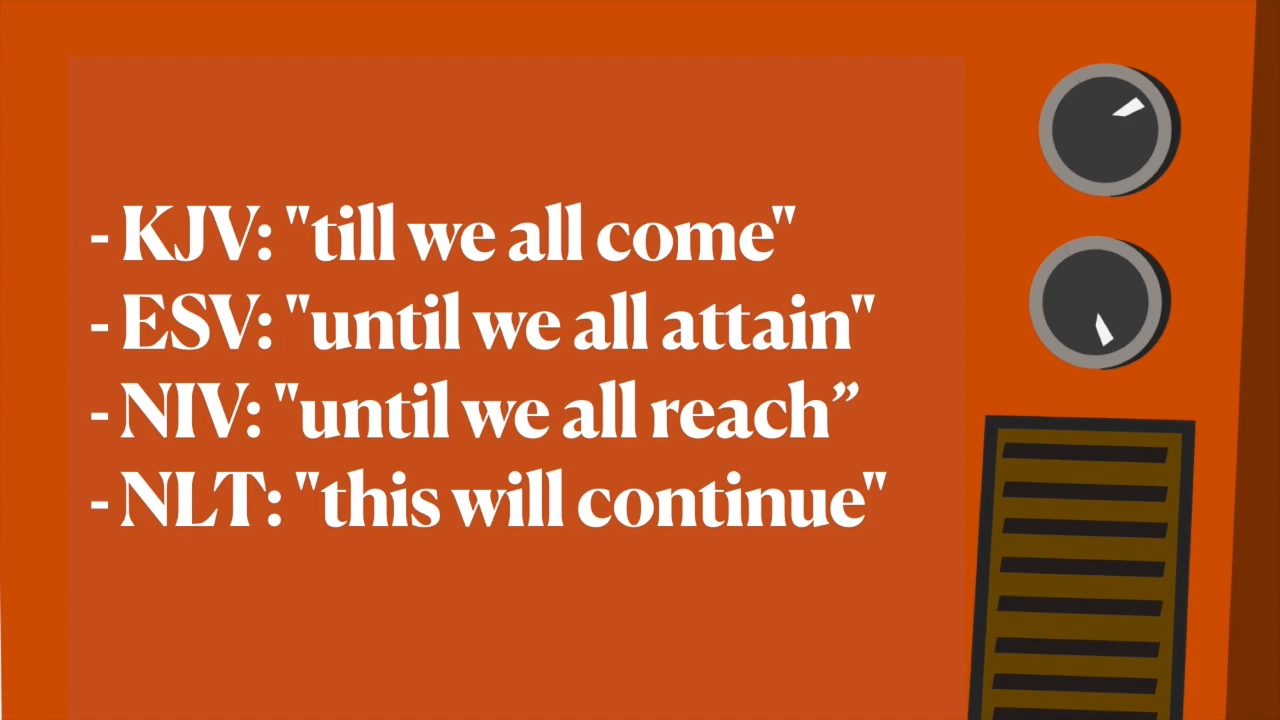 - KJV: "till we all come"
- ESV: "until we all attain"
- NIV: "until we all reach”
- NLT: "this will continue"